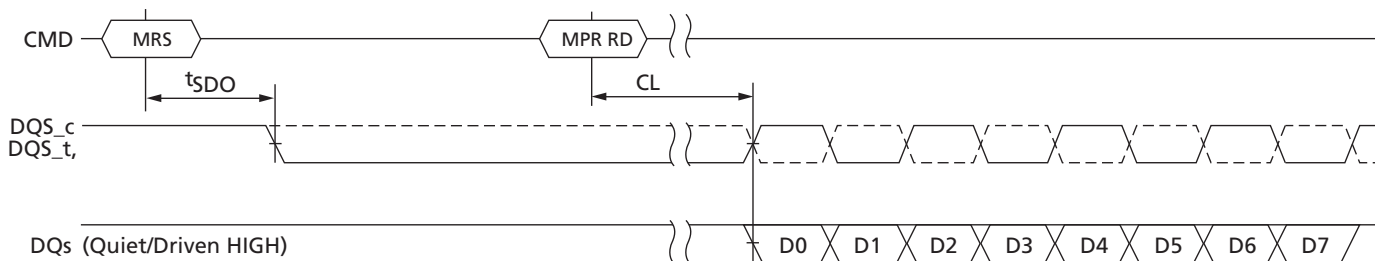 CMD
MRS
MPR RD
tSDO
CL
DQS_c
DQS_t,
DQs (Quiet/Driven HIGH)
D0
D1
D2
D3
D4
D5
D6
D7